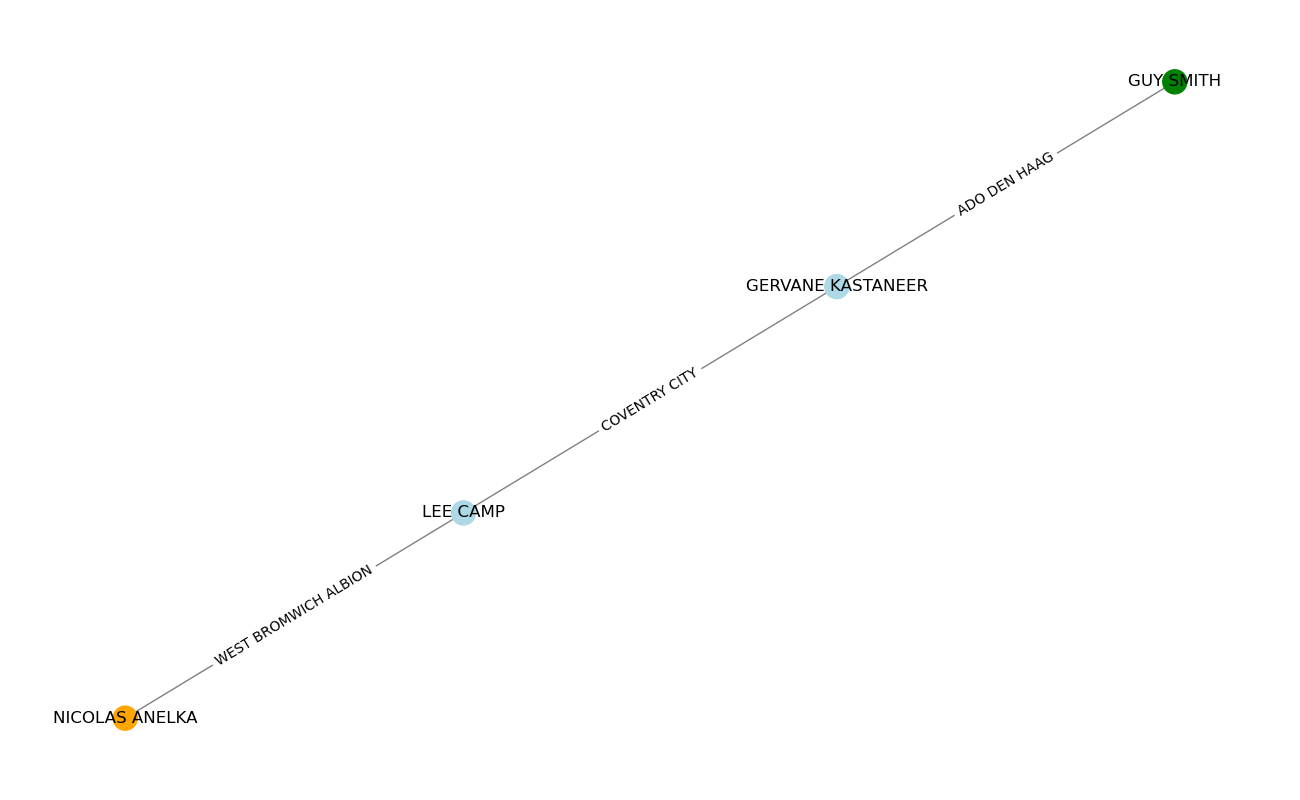 GUY SMITH
ADO DEN HAAG
GERVANE KASTANEER
COVENTRY CITY
LEE CAMP
WEST BROMWICH ALBION
NICOLAS ANELKA